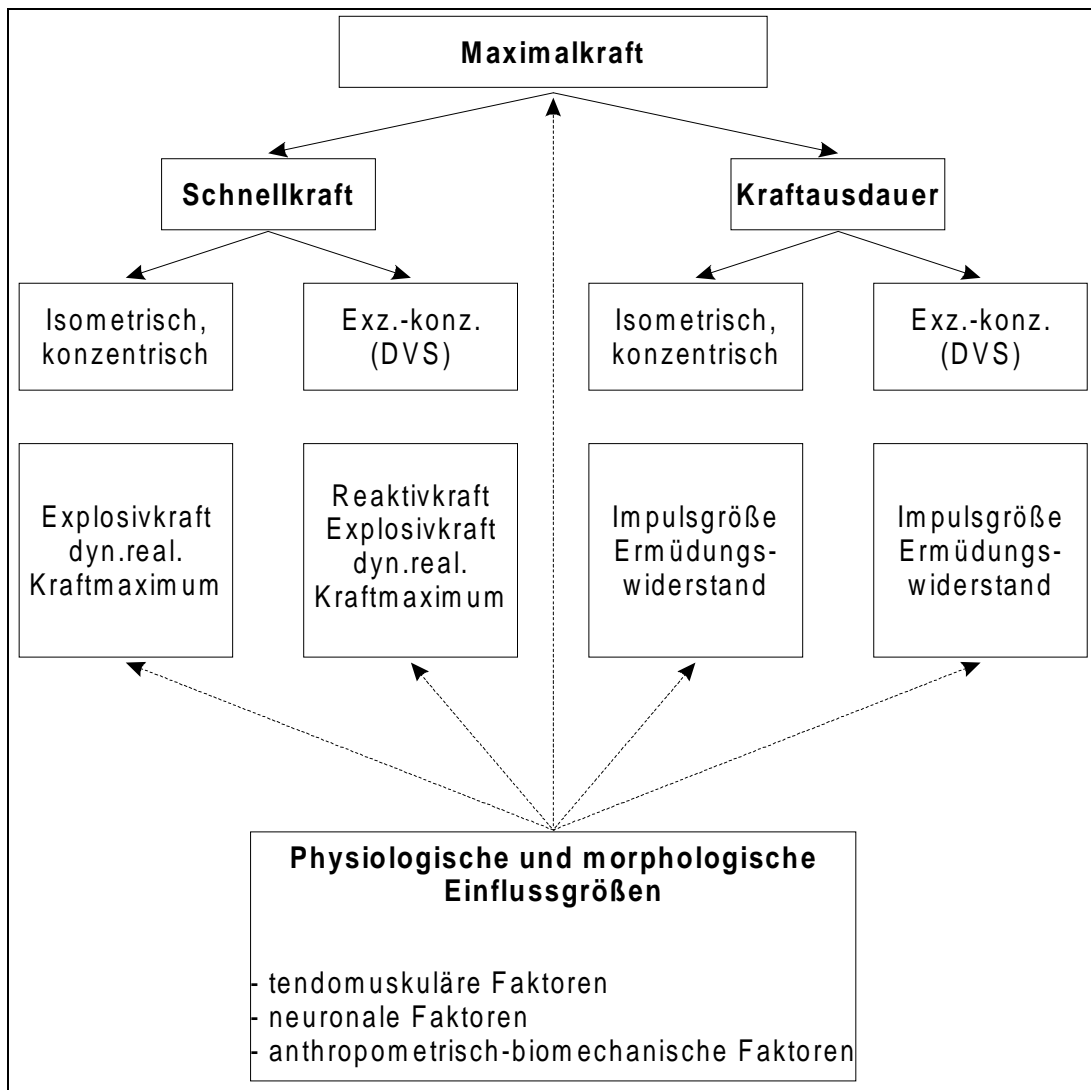 Maximalkraft
Schnellkraft
Kraftausdauer
Isometrisch,
konzentrisch
Exz.-konz.
(DVS)
Isometrisch,
konzentrisch
Exz.-konz.
(DVS)
Explosivkraft
dyn.real.
Kraftmaximum
Reaktivkraft
Explosivkraft
dyn.real.
Kraftmaximum
Impulsgröße
Ermüdungs-
widerstand
Impulsgröße
Ermüdungs-
widerstand
Physiologische und morphologische
Einflussgrößen
- tendomuskuläre Faktoren
- neuronale Faktoren
- anthropometrisch-biomechanische Faktoren